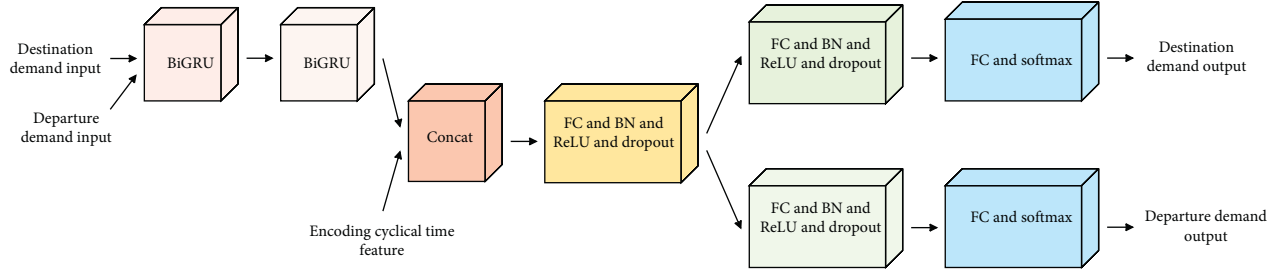 Destination
demand input
Departure
demand input
BiGRU
BiGRU
Concat
Encoding cyclical time
feature
FC and BN and
ReLU and dropout
FC and BN and
ReLU and dropout
FC and softmax
Destination
demand output
FC and BN and
ReLU and dropout
FC and softmax
Departure demand
output